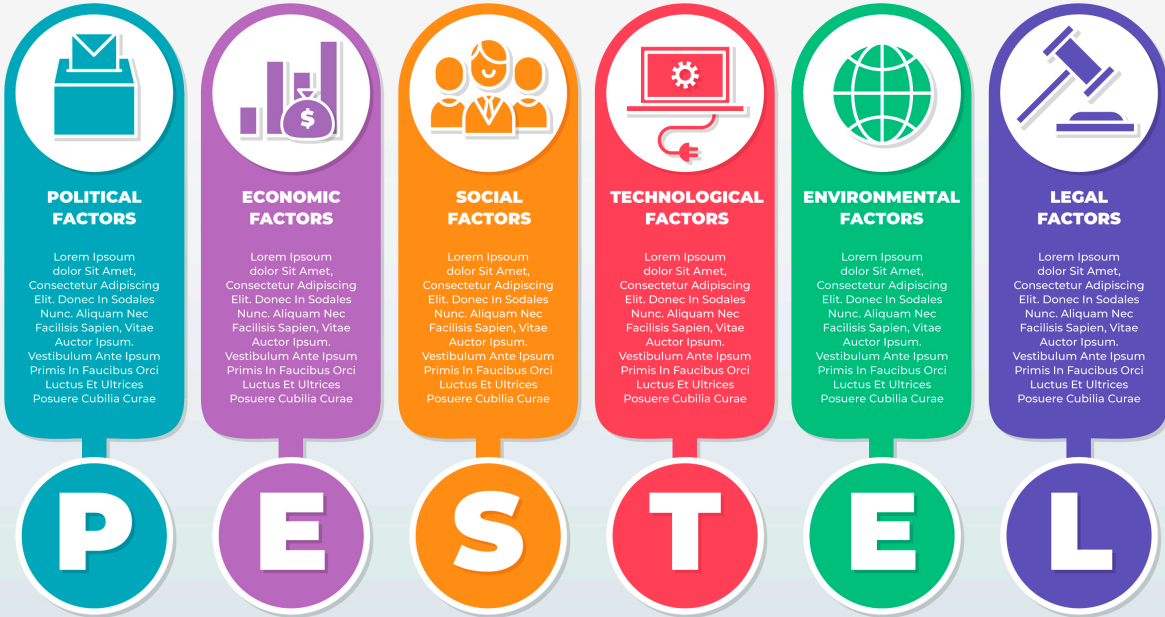 POLITICAL
FACTORS
Lorem Ipsoum
dolor Sit Amet,
Consectetur Adipiscing
Elit. Donec In Sodales
Nunc. Aliquam Nec
Facilisis Sapien, Vitae
Auctor Ipsum.
Vestibulum Ante Ipsum
Primis In Faucibus Orci
Luctus Et Ultrices
Posuere Cubilia Curae
P
$
ECONOMIC
FACTORS
Lorem Ipsoum
dolor Sit Amet,
Consectetur Adipiscing
Elit. Donec In Sodales
Nunc. Aliquam Nec
Facilisis Sapien, Vitae
Auctor Ipsum.
Vestibulum Ante Ipsum
Primis In Faucibus Orci
Luctus Et Ultrices
Posuere Cubilia Curae
E
SOCIAL
FACTORS
Lorem Ipsoum
dolor Sit Amet,
Consectetur Adipiscing
Elit. Donec In Sodales
Nunc. Aliquam Nec
Facilisis Sapien, Vitae
Auctor Ipsum.
Vestibulum Ante Ipsum
Primis In Faucibus Orci
Luctus Et Ultrices
Posuere Cubilia Curae
S
TECHNOLOGICAL
FACTORS
Lorem Ipsoum
dolor Sit Amet,
Consectetur Adipiscing
Elit. Donec In Sodales
Nunc. Aliquam Nec
Facilisis Sapien, Vitae
Auctor Ipsum.
Vestibulum Ante Ipsum
Primis In Faucibus Orci
Luctus Et Ultrices
Posuere Cubilia Curae
T
ENVIRONMENTAL
FACTORS
Lorem Ipsoum
dolor Sit Amet,
Consectetur Adipiscing
Elit. Donec In Sodales
Nunc. Aliquam Nec
Facilisis Sapien, Vitae
Auctor Ipsum.
Vestibulum Ante Ipsum
Primis In Faucibus Orci
Luctus Et Ultrices
Posuere Cubilia Curae
E
LEGAL
FACTORS
Lorem Ipsoum
dolor Sit Amet,
Consectetur Adipiscing
Elit. Donec In Sodales
Nunc. Aliquam Nec
Facilisis Sapien, Vitae
Auctor Ipsum.
Vestibulum Ante Ipsum
Primis In Faucibus Orci
Luctus Et Ultrices
Posuere Cubilia Curae
L